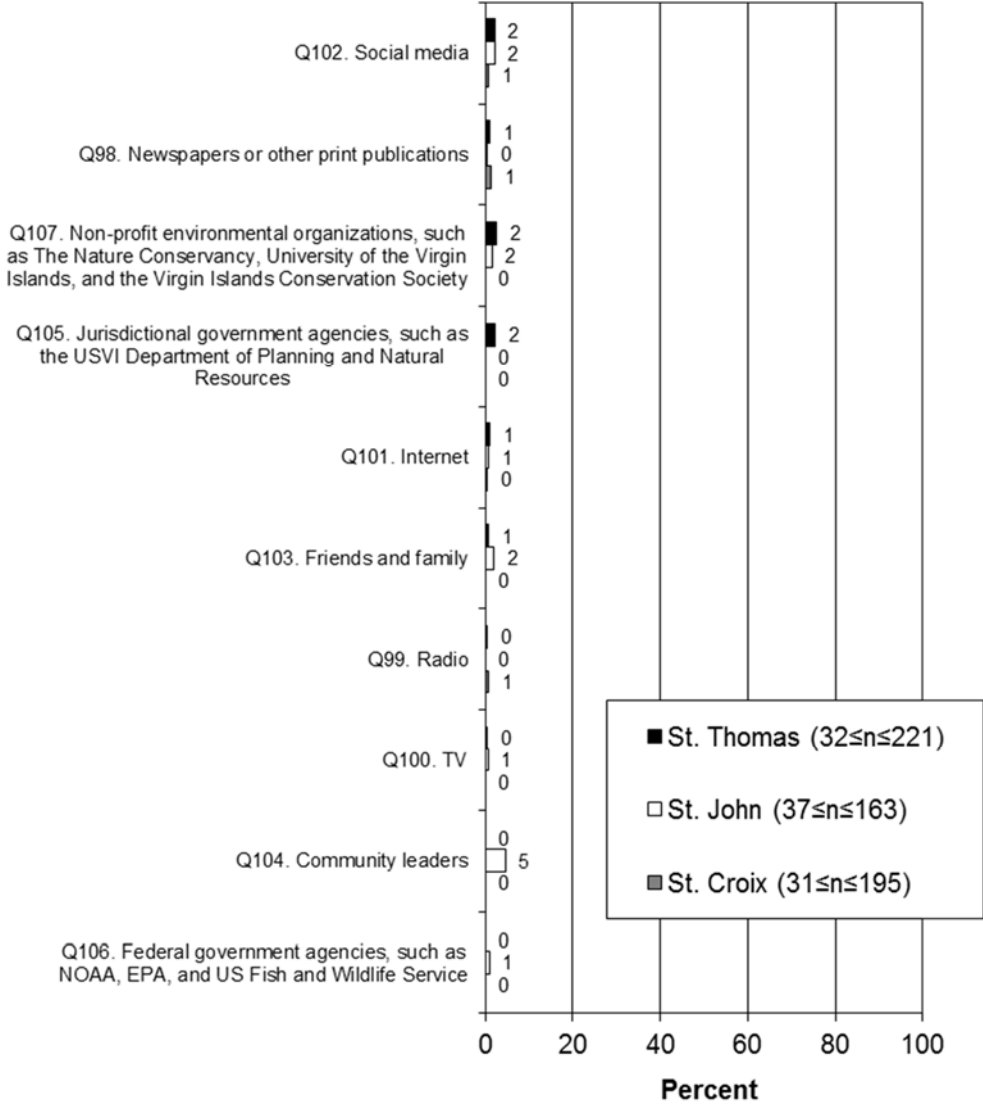 Q102. Social media
2
2
1
Q98. Newspapers or other print publications
1
0
1
Q107. Non-profit environmental organizations, such
as The Nature Conservancy, University of the Virgin
Islands, and the Virgin Islands Conservation Society
2
2
0
Q105. Jurisdictional government agencies, such as
the USVI Department of Planning and Natural
Resources
2
0
0
Q101. Internet
1
1
0
Q103. Friends and family
1
2
0
Q99. Radio
0
0
1
Q100. TV
0
1
0
Q104. Community leaders
0
5
0
Q106. Federal government agencies, such as
NOAA, EPA, and US Fish and Wildlife Service
0
1
0
St. Thomas (32≤n≤221)
St. John (37≤n≤163)
St. Croix (31≤n≤195)
0 20 40 60 80 100
Percent